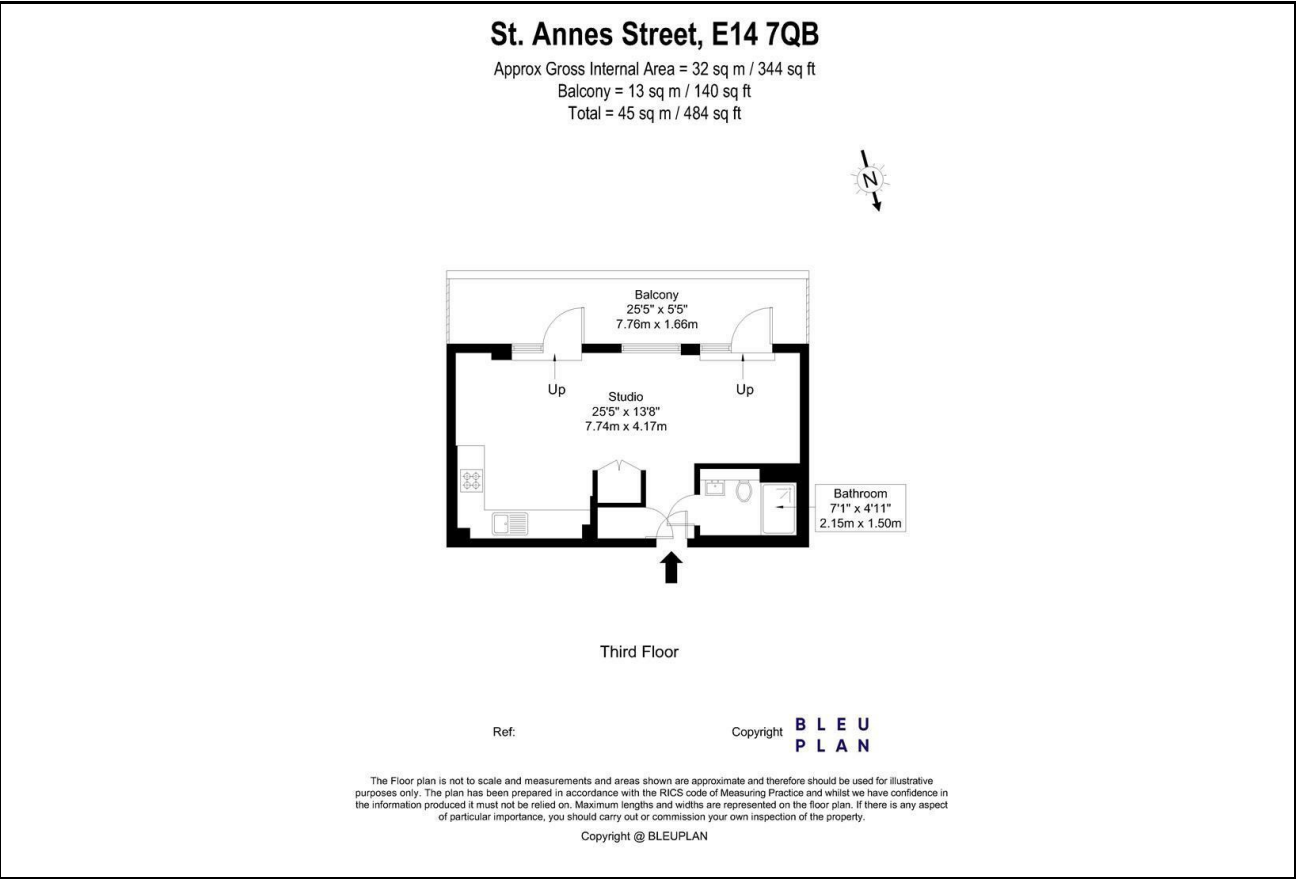 St. Annes Street, E14 7QB
Approx Gross Internal Area = 32 sq m / 344 sq ft
Balcony = 13 sq m / 140 sq ft
Total = 45 sq m / 484 sq ft
N
Balcony
25'5" x 5'5"
7.76m x 1.66m
Up
Up
Studio
25'5" x 13'8"
7.74m x 4.17m
Bathroom
7'1" x 4'11"
2.15m x 1.50m
Third Floor
Ref:
Copyright
BLEU
PLAN
The Floor plan is not to scale and measurements and areas shown are approximate and therefore should be used for illustrative
purposes only. The plan has been prepared in accordance with the RICS code of Measuring Practice and whilst we have confidence in
the information produced it must not be relied on. Maximum lengths and widths are represented on the floor plan. If there is any aspect
of particular importance, you should carry out or commission your own inspection of the property.
Copyright @ BLEUPLAN